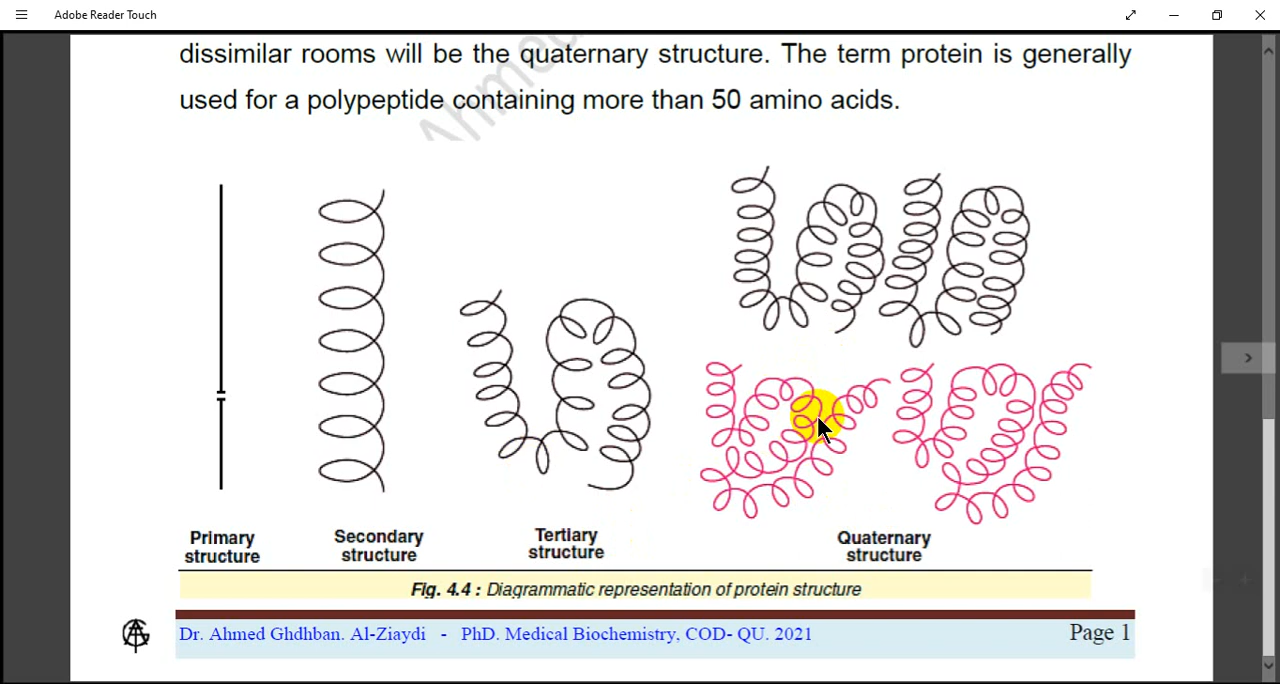 Adobe Reader Touch
dissimilar rooms will be the quaternary structure. The term protein is generally
used for a polypeptide containing more than 50 amino acids.
Ahmed
Primary
structure
Secondary
structure
Tertiary
structure
Quaternary
structure
Fig. 4.4 : Diagrammatic representation of protein structure
Dr. Ahmed Ghdhban. Al-Ziaydi - PhD. Medical Biochemistry, COD- QU. 2021
Page 1